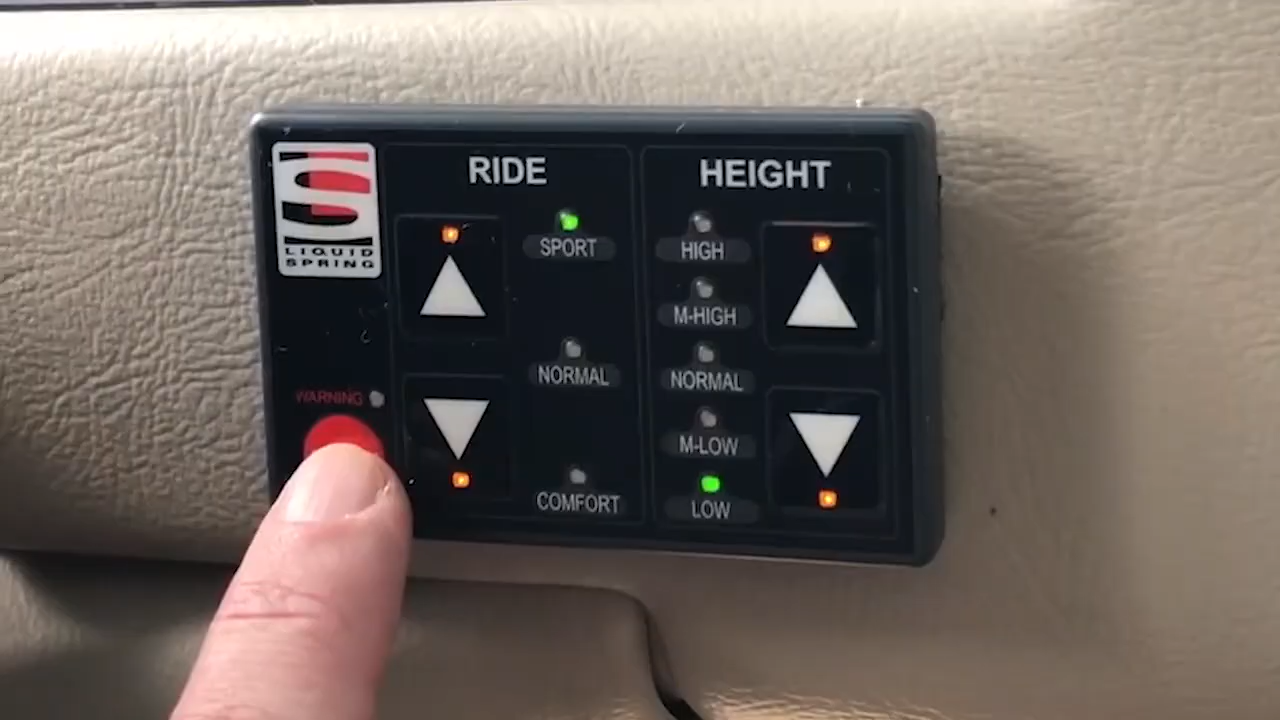 LIQUID
SPRING
WARNING
RIDE
SPORT
NORMAL
COMFORT
HEIGHT
HIGH
M-HIGH
NORMAL
M-LOW
LOW